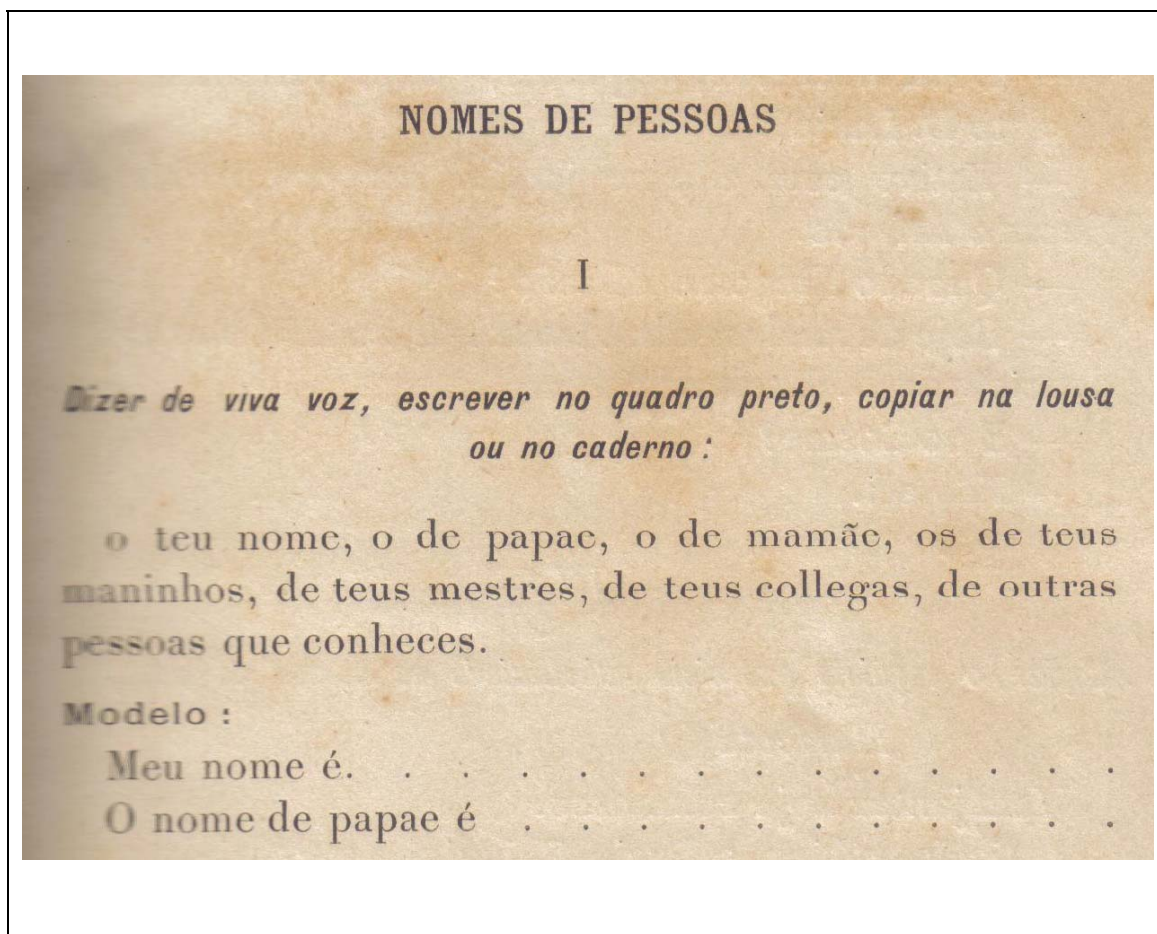 NOMES DE PESSOAS
I
Dizer de viva voz, escrever no quadro preto, copiar na lousa
ou no caderno :
o teu nome, o de papae, o de mamãe, os de teus
maninhos, de teus mestres, de teus collegas, de outras
pessoas que conheces.
Modelo :
Meu nome é. . . . . . . . . . . . . .
O nome de papae é . . . . . . . . . . .